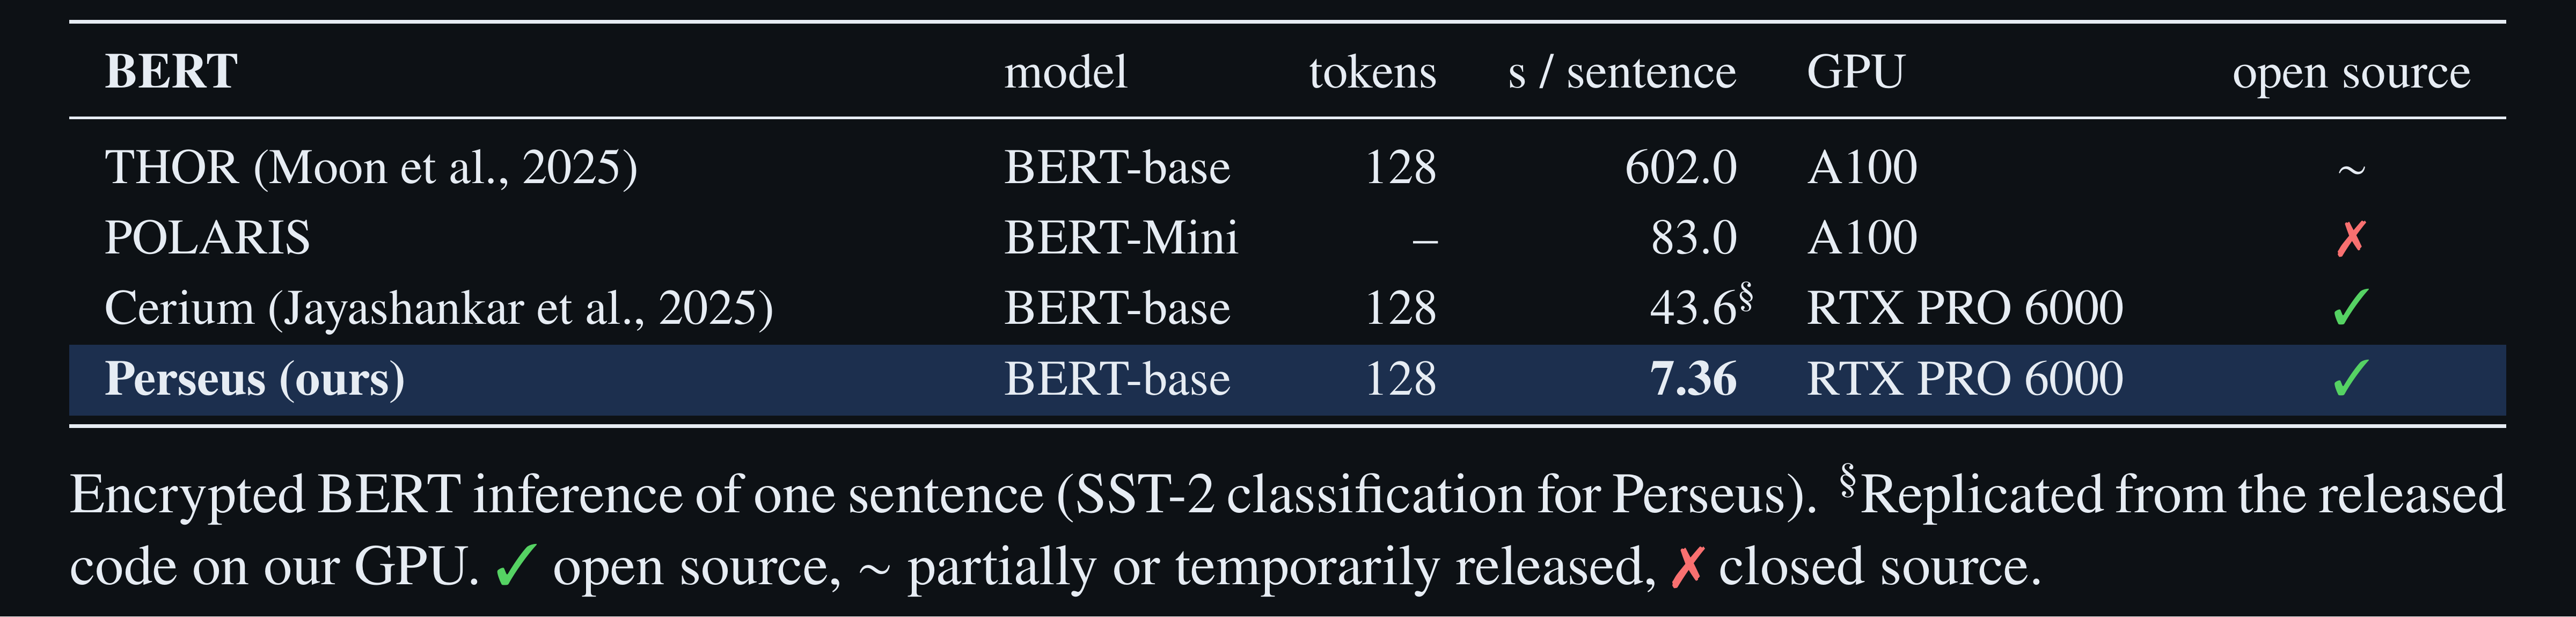 BERT model tokens s / sentence GPU open source
THOR (Moon et al., 2025) BERT-base 128 602.0 A100 ~
POLARIS BERT-Mini – 83.0 A100 ✗
Cerium (Jayashankar et al., 2025) BERT-base 128 43.6§ RTX PRO 6000 ✓
Perseus (ours) BERT-base 128 7.36 RTX PRO 6000 ✓
Encrypted BERT inference of one sentence (SST-2 classification for Perseus). §Replicated from the released
code on our GPU. ✓ open source, ~ partially or temporarily released, ✗ closed source.